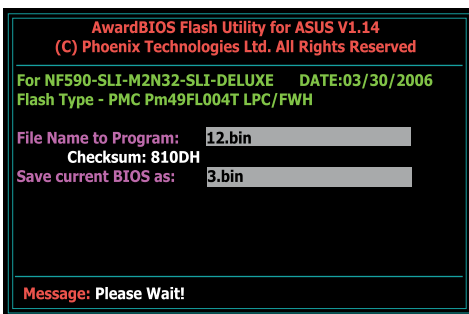 AwardBIOS Flash Utility for ASUS V1.14
(C) Phoenix Technologies Ltd. All Rights Reserved
For NF590-SLI-M2N32-SLI-DELUXE DATE:03/30/2006
Flash Type - PMC Pm49FL004T LPC/FWH
File Name to Program: 12.bin
Checksum: 810DH
Save current BIOS as: 3.bin
Message: Please Wait!